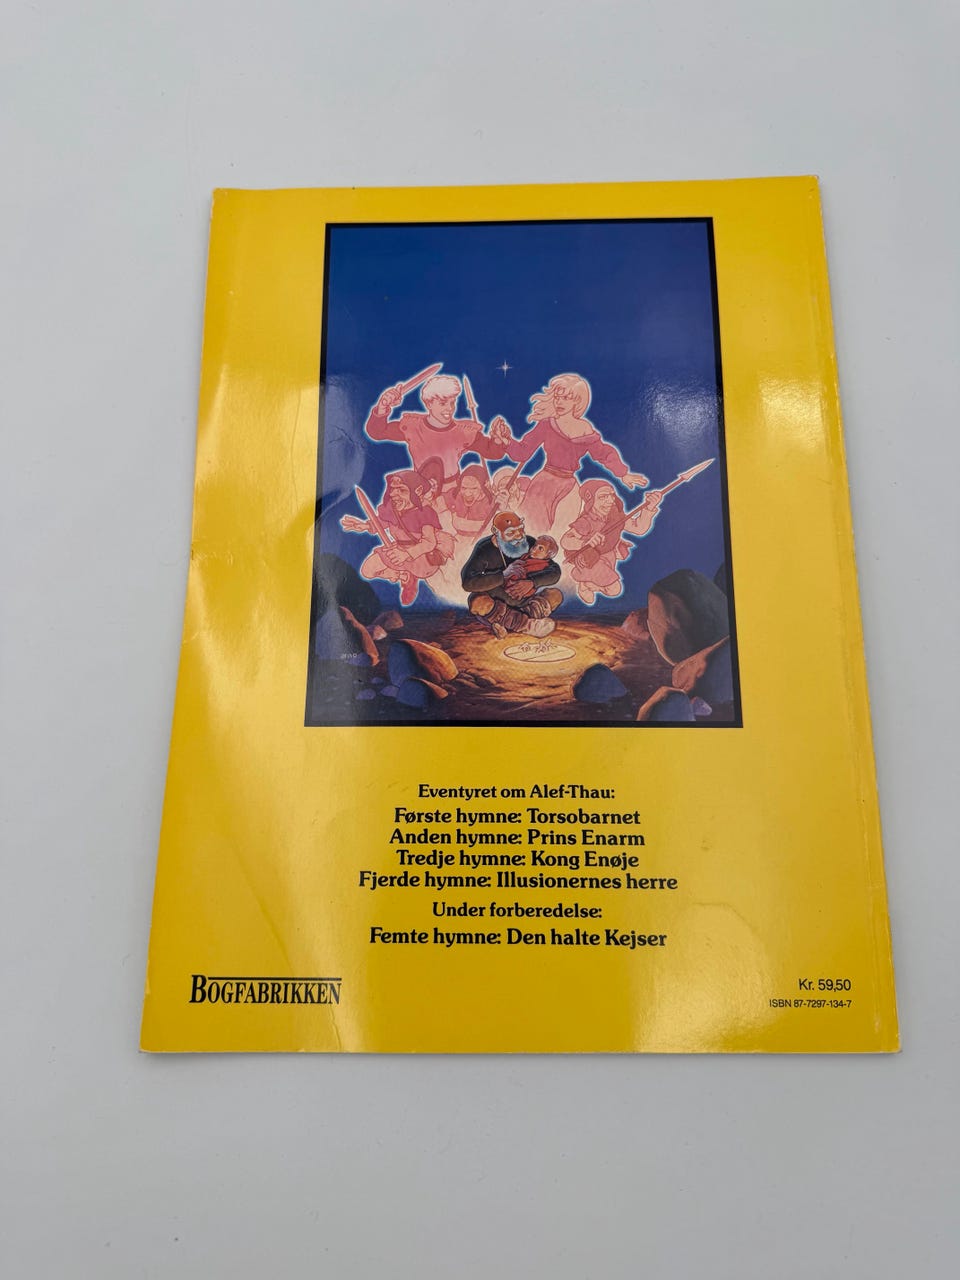 Eventyret om Alef-Thau:
Første hymne: Torsobarnet
Anden hymne: Prins Enarm
Tredje hymne: Kong Enøje
Fjerde hymne: Illusionernes herre
Under forberedelse:
Femte hymne: Den halte Kejser
BOGFABRIKKEN
Kr. 59,50
ISBN 87-7297-134-7